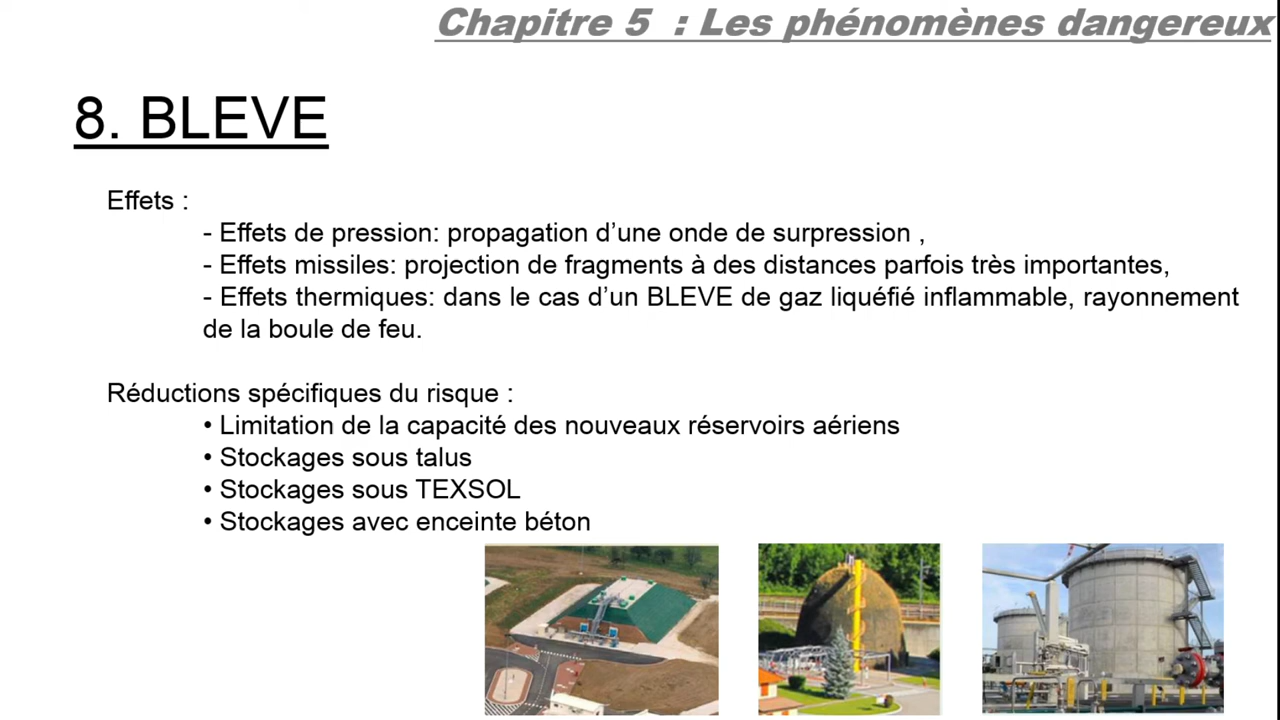 Chapitre 5 : Les phénomènes dangereux
8. BLEVE
Effets :
- Effets de pression: propagation d’une onde de surpression ,
- Effets missiles: projection de fragments à des distances parfois très importantes,
- Effets thermiques: dans le cas d’un BLEVE de gaz liquéfié inflammable, rayonnement
de la boule de feu.
Réductions spécifiques du risque :
• Limitation de la capacité des nouveaux réservoirs aériens
• Stockages sous talus
• Stockages sous TEXSOL
• Stockages avec enceinte béton